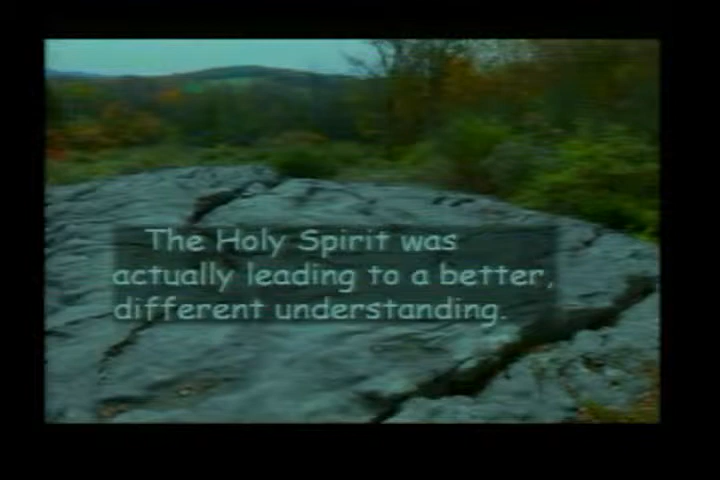 The Holy Spirit was
actually leading to a better,
different understanding.